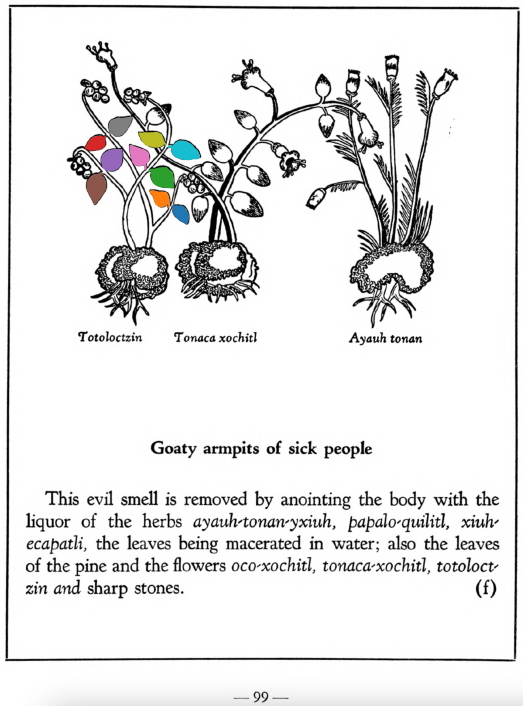 Totoloctzin Tonaca xochitl Ayauh tonan
Goaty armpits of sick people
This evil smell is removed by anointing the body with the
liquor of the herbs ayauh-tonan-yxiuh, papalo-quilitl, xiuh-
ecapatli, the leaves being macerated in water; also the leaves
of the pine and the flowers oco-xochitl, tonaca-xochitl, totoloct-
zin and sharp stones. (f)
— 99 —